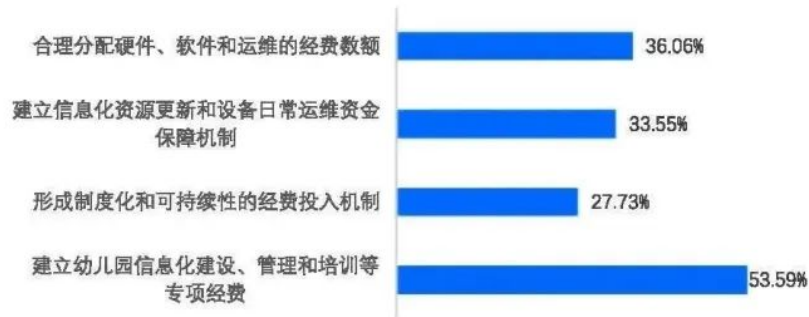 合理分配硬件、软件和运维的经费数额
36.06%
建立信息化资源更新和设备日常运维资金
保障机制
33.55%
形成制度化和可持续性的经费投入机制
27.73%
建立幼儿园信息化建设、管理和培训等
专项经费
53.59%